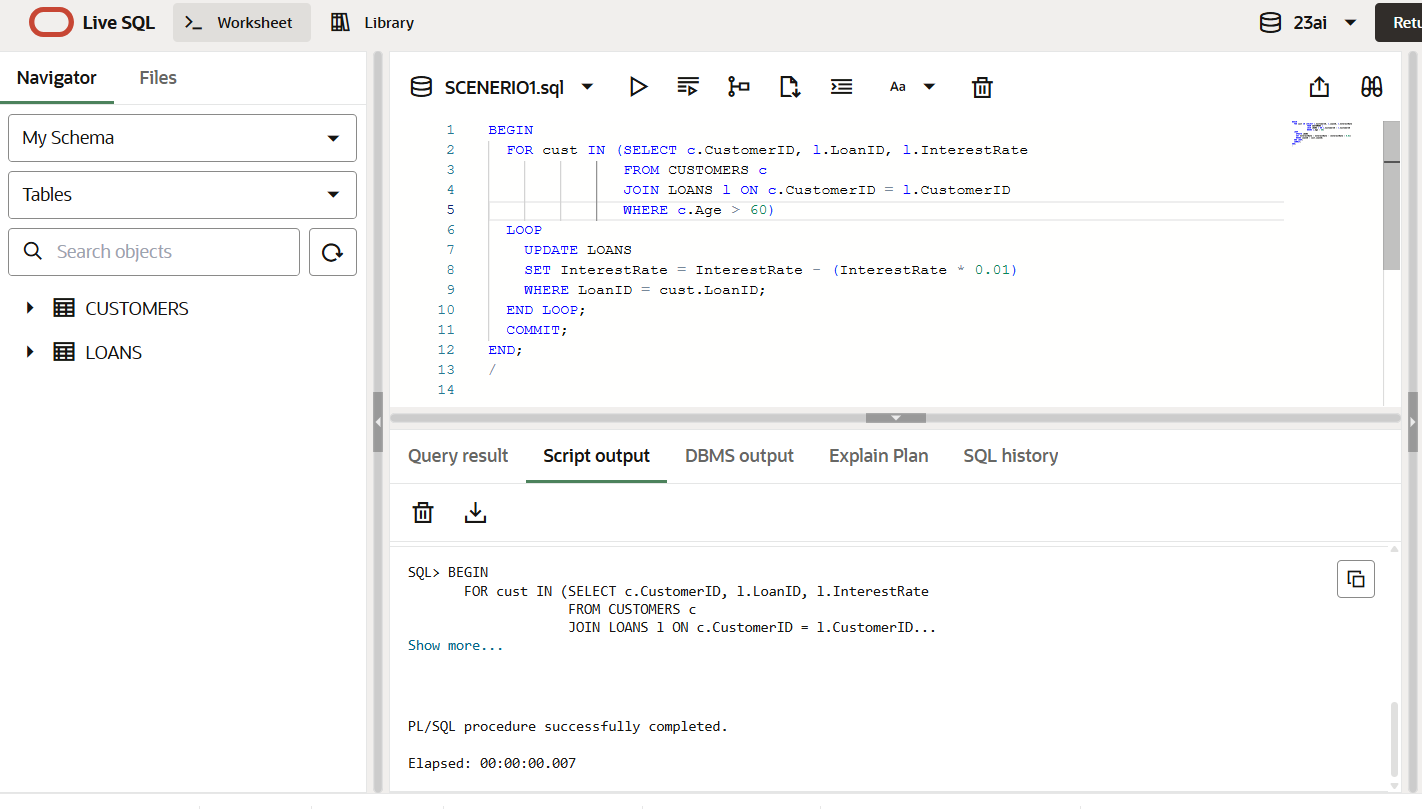 Live SQL
>_ Worksheet
Library
23ai
Navigator
Files
My Schema
Tables
Search objects
CUSTOMERS
LOANS
SCENERIO1.sql
Aa
1 BEGIN
2 FOR cust IN (SELECT c.CustomerID, l.LoanID, l.InterestRate
3 FROM CUSTOMERS c
4 JOIN LOANS l ON c.CustomerID = l.CustomerID
5 WHERE c.Age > 60)
6 LOOP
7 UPDATE LOANS
8 SET InterestRate = InterestRate - (InterestRate * 0.01)
9 WHERE LoanID = cust.LoanID;
10 END LOOP;
11 COMMIT;
12 END;
13 /
14
Query result
Script output
DBMS output
Explain Plan
SQL history
SQL> BEGIN
FOR cust IN (SELECT c.CustomerID, l.LoanID, l.InterestRate
FROM CUSTOMERS c
JOIN LOANS l ON c.CustomerID = l.CustomerID...
Show more...
PL/SQL procedure successfully completed.
Elapsed: 00:00:00.007